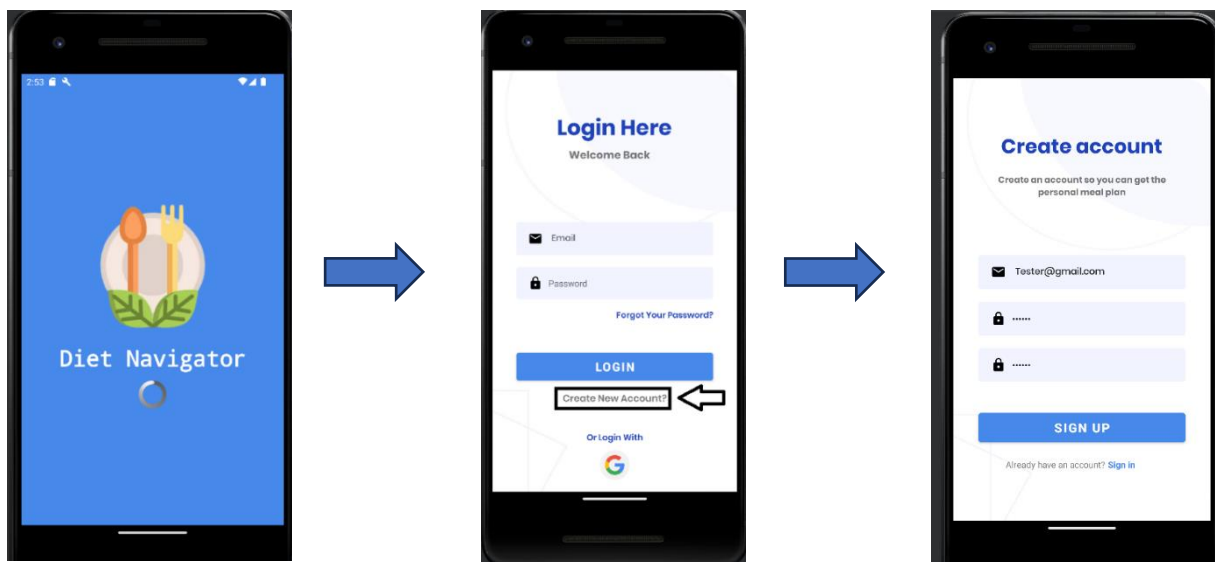 2:53
Diet Navigator
Login Here
Welcome Back
Email
Password
Forgot Your Password?
LOGIN
Create New Account?
Or Login With
G
Create account
Create an account so you can get the
personal meal plan
Tester@gmail.com
......
......
SIGN UP
Already have an account? Sign in